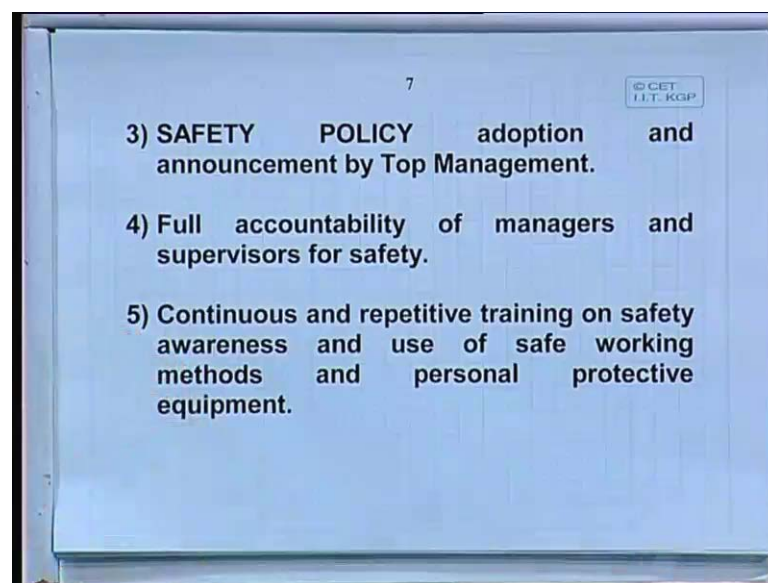 7
© CET
I.I.T. KGP
3) SAFETY POLICY adoption and
announcement by Top Management.
4) Full accountability of managers and
supervisors for safety.
5) Continuous and repetitive training on safety
awareness and use of safe working
methods and personal protective
equipment.